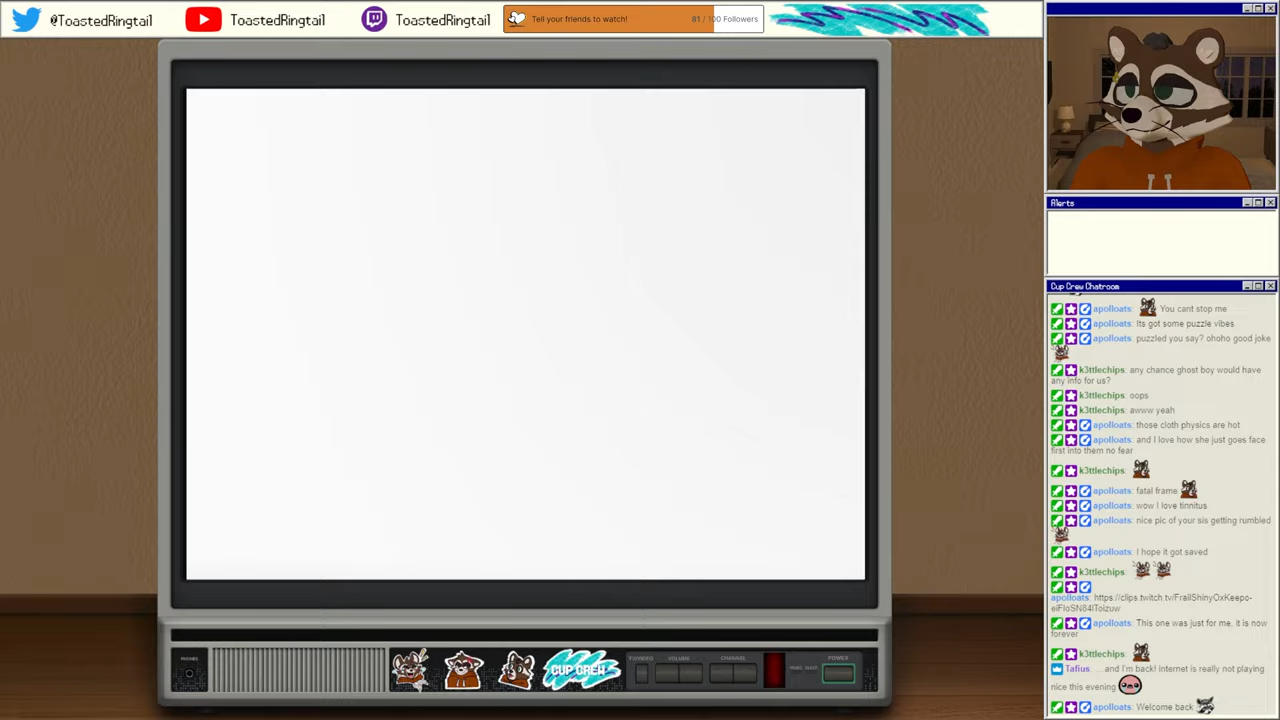 @ToastedRingtail
ToastedRingtail
ToastedRingtail
Tell your friends to watch!
81 / 100 Followers
Alerts
Cup Crew Chatroom
apolloats: You cant stop me
apolloats: Its got some puzzle vibes
apolloats: puzzled you say? ohoho good joke
k3ttlechips: any chance ghost boy would have
any info for us?
k3ttlechips: oops
k3ttlechips: awww yeah
apolloats: those cloth physics are hot
apolloats: and I love how she just goes face
first into them no fear
k3ttlechips:
apolloats: fatal frame
apolloats: wow I love tinnitus
apolloats: nice pic of your sis getting rumbled
apolloats: I hope it got saved
k3ttlechips:
apolloats: https://clips.twitch.tv/FrailShinyOxKeepo-
apolloats: This one was just for me. it is now
forever
k3ttlechips:
Tafius: ...and I'm back! internet is really not playing
nice this evening
apolloats: Welcome back
PHONES
CUP CREW
TV/VIDEO
VOLUME
CHANNEL
POWER